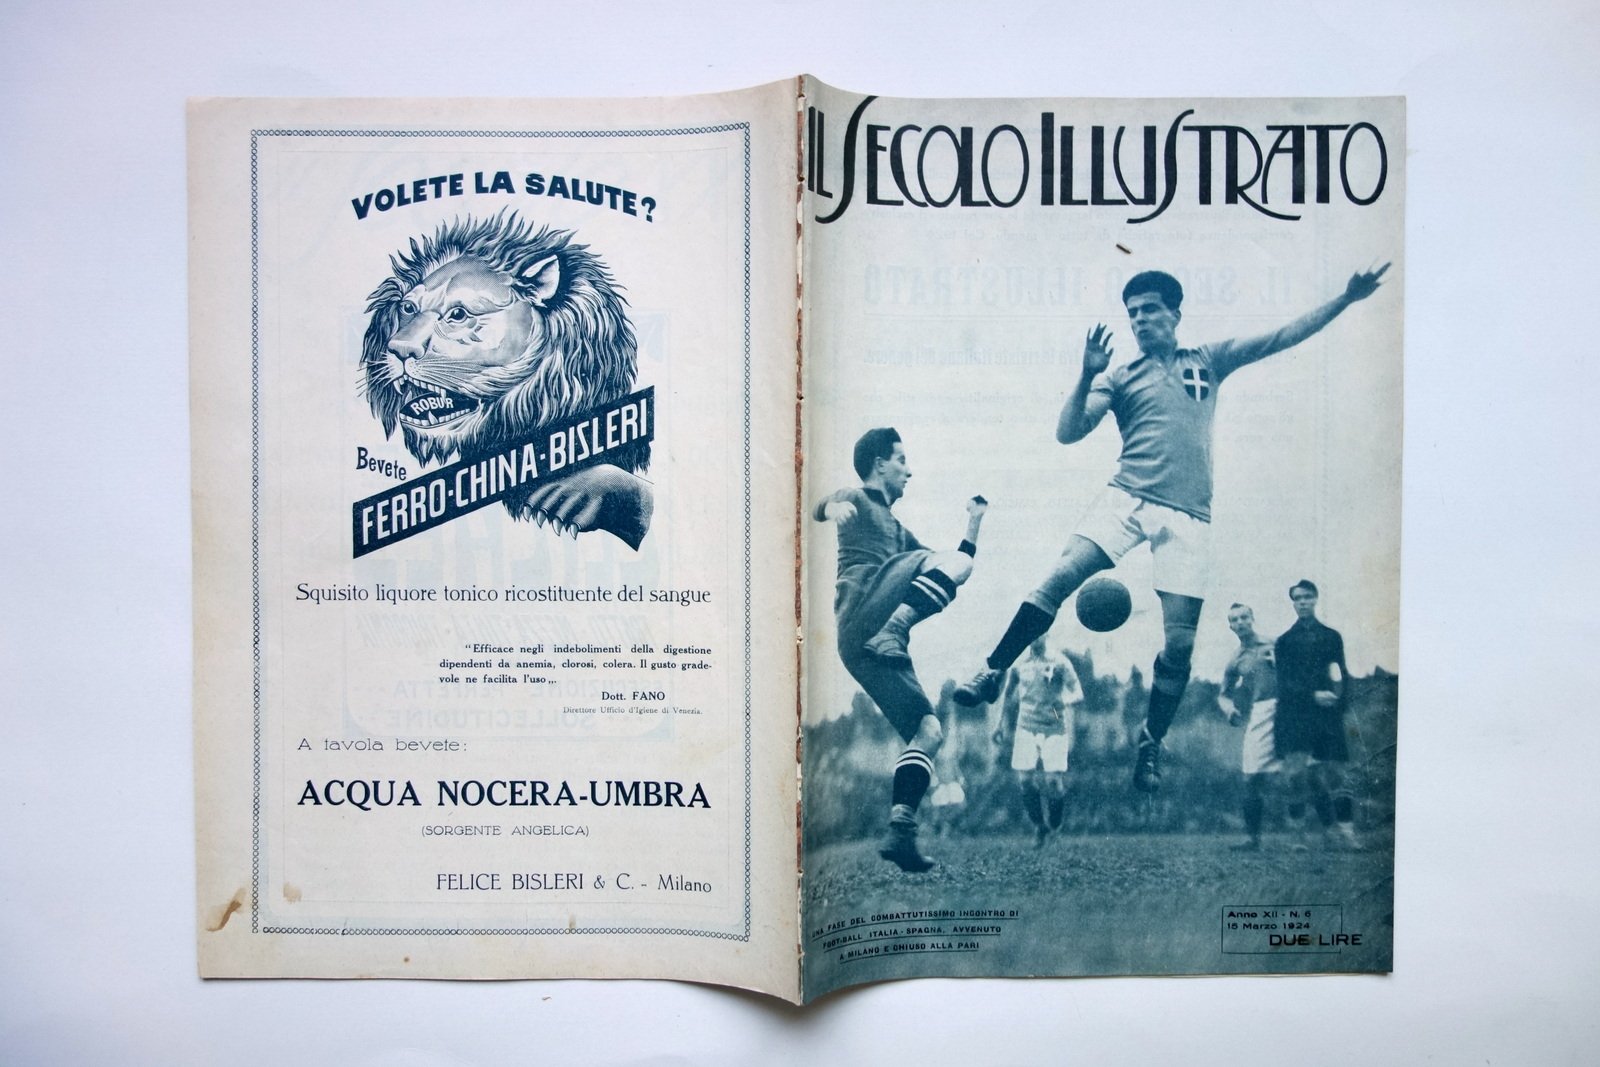 VOLETE LA SALUTE?
ROBUR
Bevete
FERRO-CHINA-BISLERI
Squisito liquore tonico ricostituente del sangue
“Efficace negli indebolimenti della digestione
dipendenti da anemia, clorosi, colera. Il gusto grade-
vole ne facilita l'uso„.
Dott. FANO
Direttore Ufficio d'Igiene di Venezia.
A tavola bevete:
ACQUA NOCERA-UMBRA
(SORGENTE ANGELICA)
FELICE BISLERI & C. - Milano
IL SECOLO ILLUSTRATO
UNA FASE DEL COMBATTUTISSIMO INCONTRO DI
FOOT-BALL ITALIA-SPAGNA, AVVENUTO
A MILANO E CHIUSO ALLA PARI
Anno XII - N. 6
15 Marzo 1924
DUE LIRE